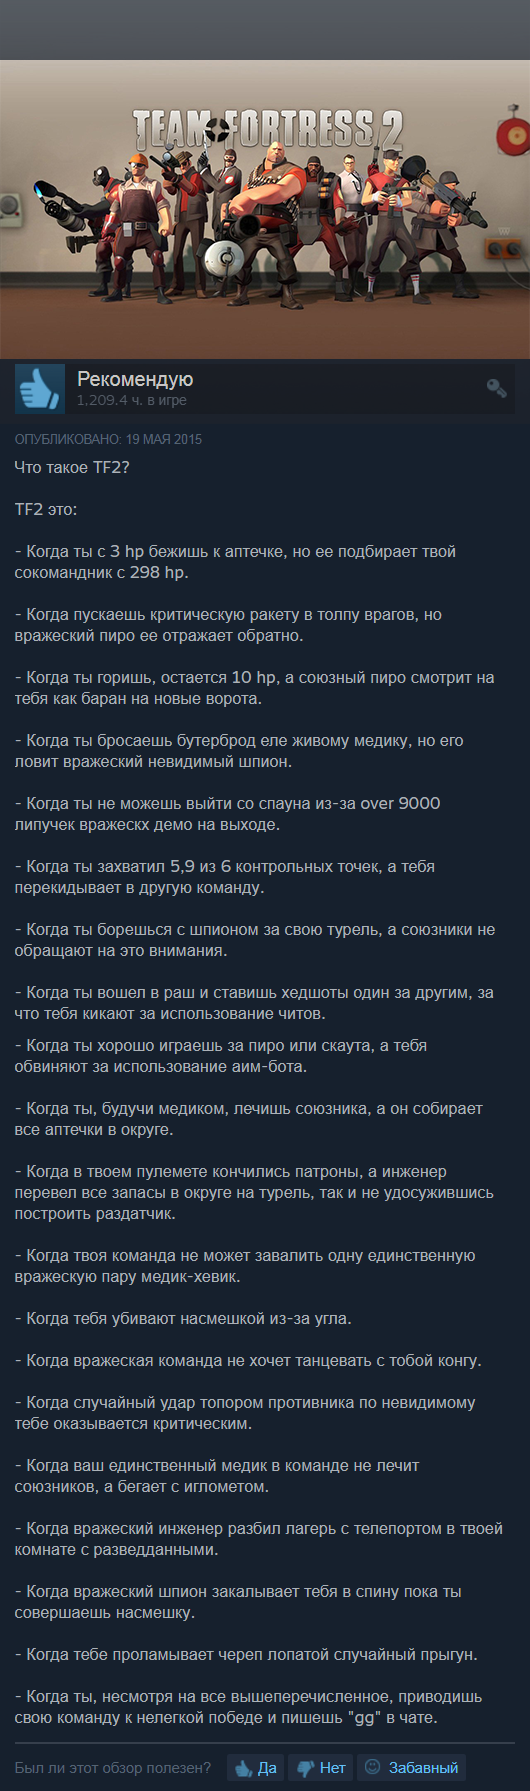 TEAM FORTRESS 2
Рекомендую
1,209.4 ч. в игре
ОПУБЛИКОВАНО: 19 МАЯ 2015
Что такое TF2?
TF2 это:
- Когда ты с 3 hp бежишь к аптечке, но ее подбирает твой
сокомандник с 298 hp.
- Когда пускаешь критическую ракету в толпу врагов, но
вражеский пиро ее отражает обратно.
- Когда ты горишь, остается 10 hp, а союзный пиро смотрит на
тебя как баран на новые ворота.
- Когда ты бросаешь бутерброд еле живому медику, но его
ловит вражеский невидимый шпион.
- Когда ты не можешь выйти со спауна из-за over 9000
липучек вражескх демо на выходе.
- Когда ты захватил 5,9 из 6 контрольных точек, а тебя
перекидывает в другую команду.
- Когда ты борешься с шпионом за свою турель, а союзники не
обращают на это внимания.
- Когда ты вошел в раш и ставишь хедшоты один за другим, за
что тебя кикают за использование читов.
- Когда ты хорошо играешь за пиро или скаута, а тебя
обвиняют за использование аим-бота.
- Когда ты, будучи медиком, лечишь союзника, а он собирает
все аптечки в округе.
- Когда в твоем пулемете кончились патроны, а инженер
перевел все запасы в округе на турель, так и не удосужившись
построить раздатчик.
- Когда твоя команда не может завалить одну единственную
вражескую пару медик-хевик.
- Когда тебя убивают насмешкой из-за угла.
- Когда вражеская команда не хочет танцевать с тобой конгу.
- Когда случайный удар топором противника по невидимому
тебе оказывается критическим.
- Когда ваш единственный медик в команде не лечит
союзников, а бегает с иглометом.
- Когда вражеский инженер разбил лагерь с телепортом в твоей
комнате с разведданными.
- Когда вражеский шпион закалывает тебя в спину пока ты
совершаешь насмешку.
- Когда тебе проламывает череп лопатой случайный прыгун.
- Когда ты, несмотря на все вышеперечисленное, приводишь
свою команду к нелегкой победе и пишешь "gg" в чате.
Был ли этот обзор полезен? Да Нет Забавный